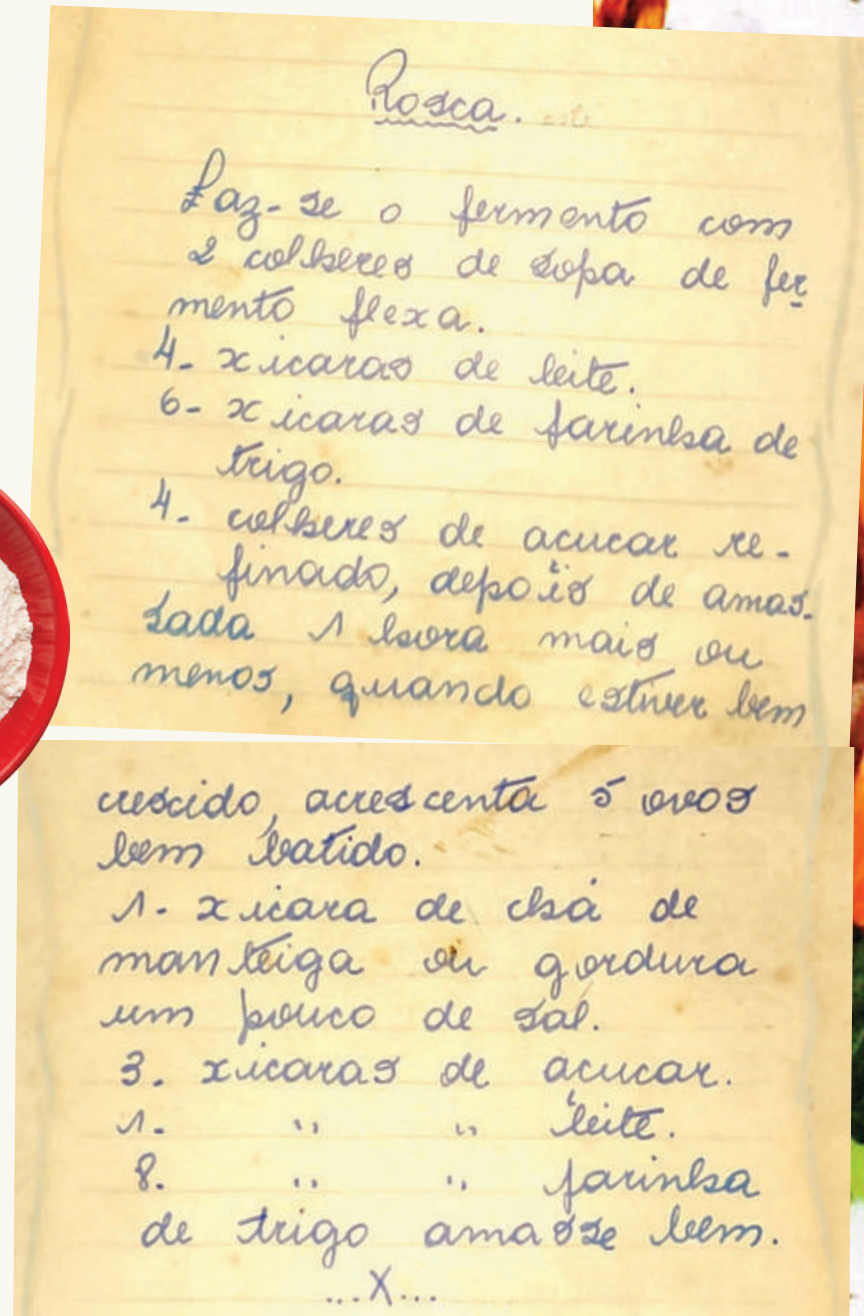 Rosca.
Faz-se o fermento com
2 colheres de sopa de fer
mento flexa.
4- xicaras de leite.
6- xicaras de farinha de
trigo.
4- colheres de açucar re-
finado, depois de amas-
sada 1 hora mais ou
menos, quando estiver bem
crescido, acrescenta 5 ovos
bem batido.
1- xicara de chá de
manteiga ou gordura
um pouco de sal.
3. xicaras de açucar.
1. " " leite.
8. " " farinha
de trigo amasse bem.
...X...